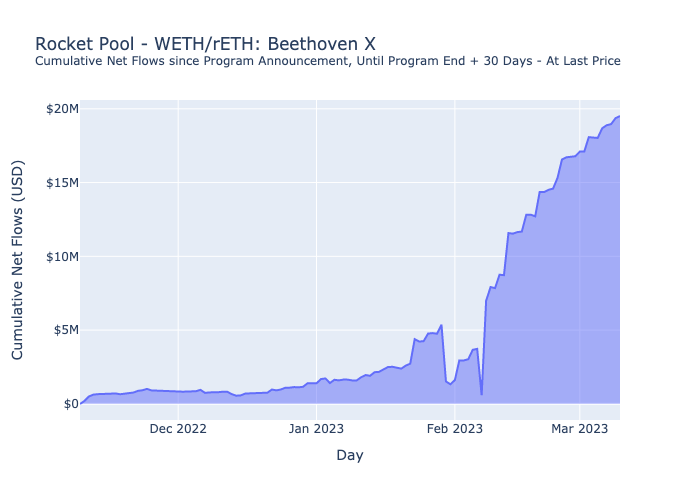 Rocket Pool - WETH/rETH: Beethoven X
Cumulative Net Flows since Program Announcement, Until Program End + 30 Days - At Last Price
Cumulative Net Flows (USD)
$20M
$15M
$10M
$5M
$0
Dec 2022
Jan 2023
Feb 2023
Mar 2023
Day